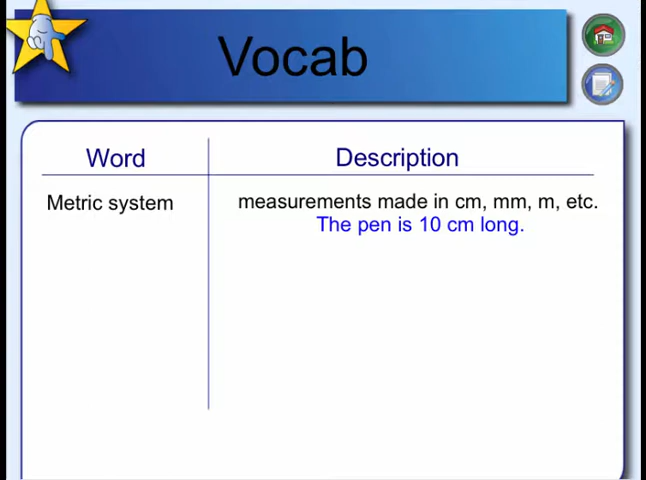 Vocab
Word
Description
Metric system
measurements made in cm, mm, m, etc.
The pen is 10 cm long.